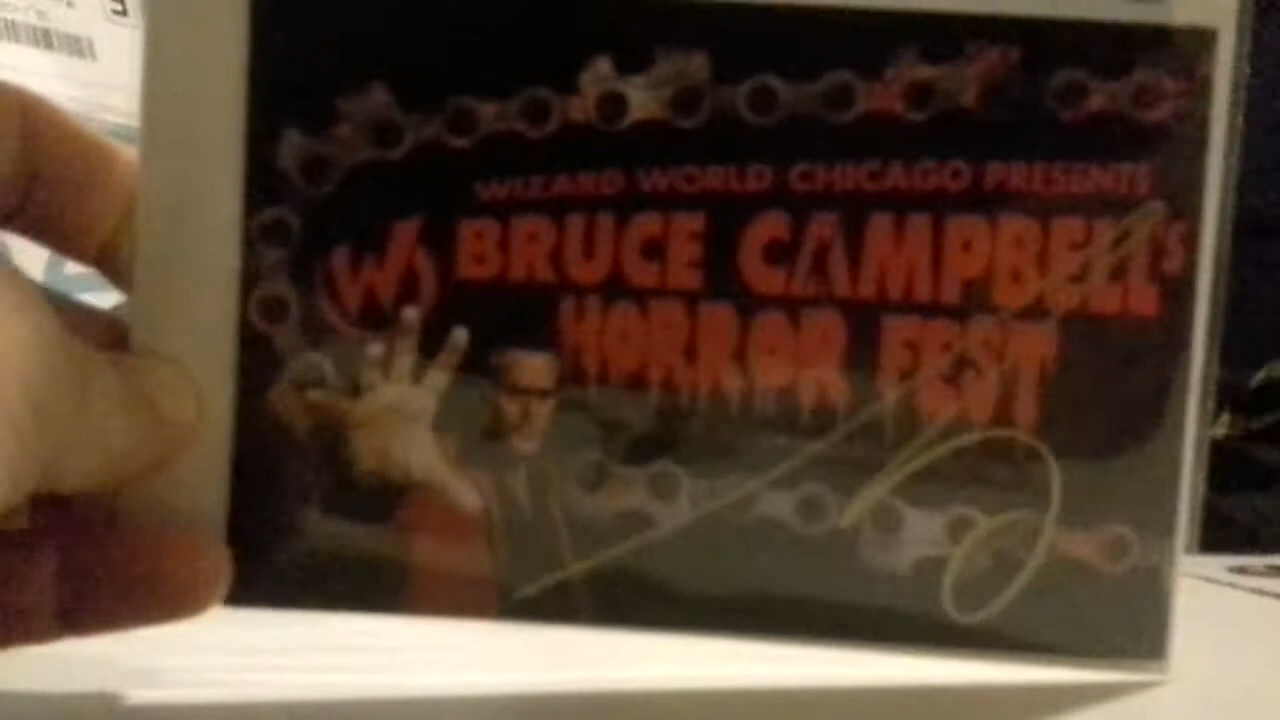 WIZARD WORLD CHICAGO PRESENTS
W
BRUCE CAMPBELL'S
HORROR FEST